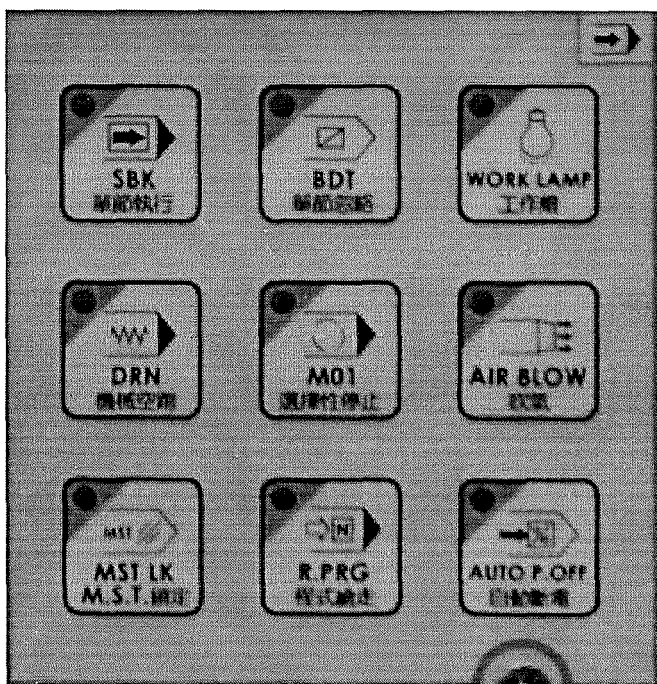 SBK
單節執行
BDT
單節忽略
WORK LAMP
工作燈
DRN
機械空跑
M01
選擇性停止
AIR BLOW
吹氣
MST
MST LK
M.S.T.鎖定
N
R.PRG
程式繪走
AUTO P.OFF
自動斷電